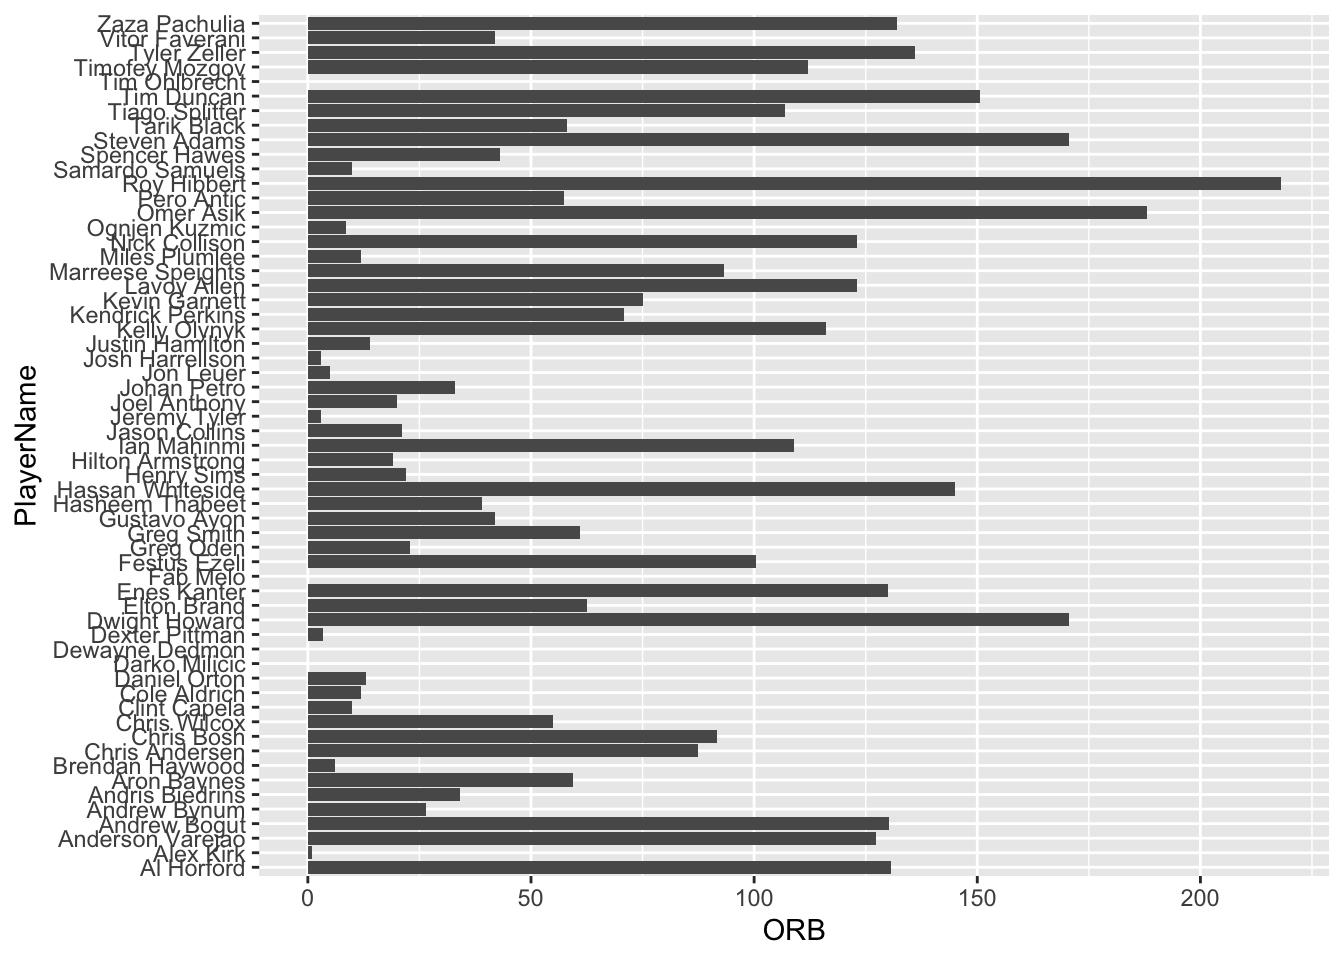 Zaza Pachulia
Vitor Faverani
Tyler Zeller
Timofey Mozgov
Tim Ohlbrecht
Tim Duncan
Tiago Splitter
Tarik Black
Steven Adams
Spencer Hawes
Samardo Samuels
Roy Hibbert
Pero Antic
Omer Asik
Ognjen Kuzmic
Nick Collison
Miles Plumlee
Marreese Speights
Lavoy Allen
Kevin Garnett
Kendrick Perkins
Kelly Olynyk
Justin Hamilton
Josh Harrellson
Jon Leuer
Johan Petro
Joel Anthony
Jeremy Tyler
Jason Collins
Ian Mahinmi
Hilton Armstrong
Henry Sims
Hassan Whiteside
Hasheem Thabeet
Gustavo Ayon
Greg Smith
Greg Oden
Festus Ezeli
Fab Melo
Enes Kanter
Elton Brand
Dwight Howard
Dexter Pittman
Dewayne Dedmon
Darko Milicic
Daniel Orton
Cole Aldrich
Clint Capela
Chris Wilcox
Chris Bosh
Chris Andersen
Brendan Haywood
Aron Baynes
Andris Biedrins
Andrew Bynum
Andrew Bogut
Anderson Varejao
Alex Kirk
Al Horford
PlayerName
0 50 100 150 200
ORB